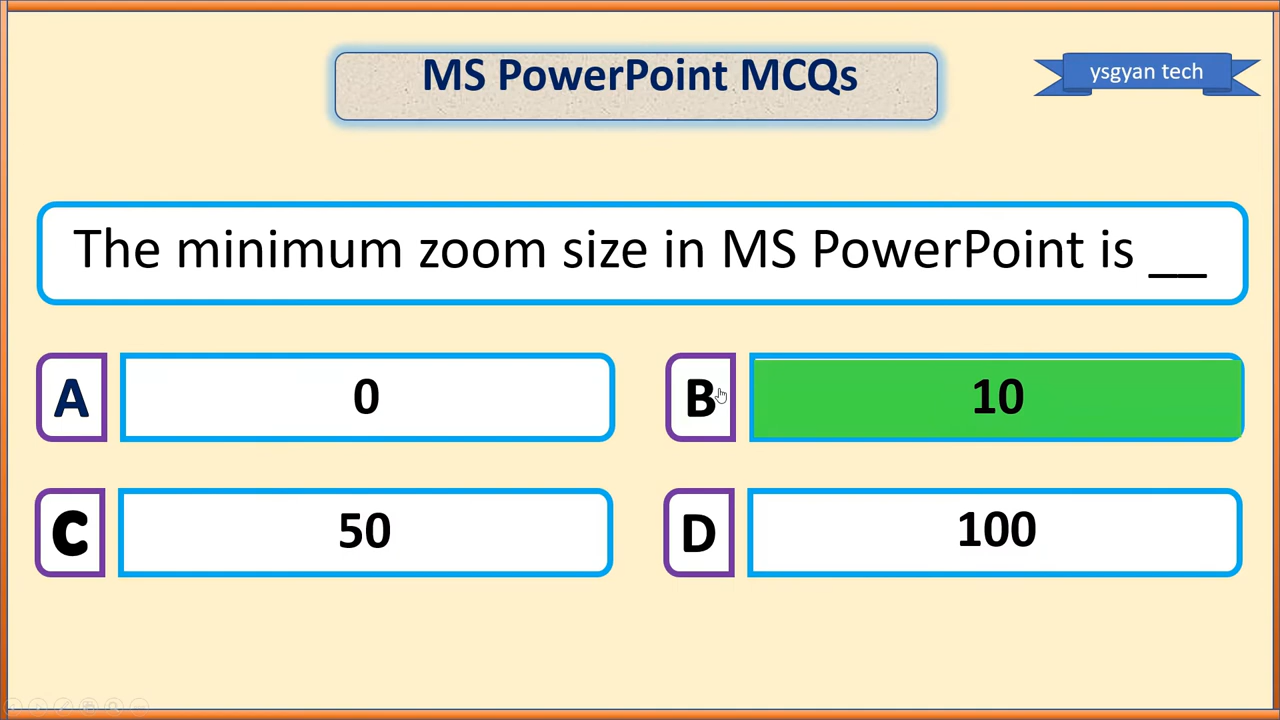 MS PowerPoint MCQs
ysgyan tech
The minimum zoom size in MS PowerPoint is __
A 0
B 10
C 50
D 100